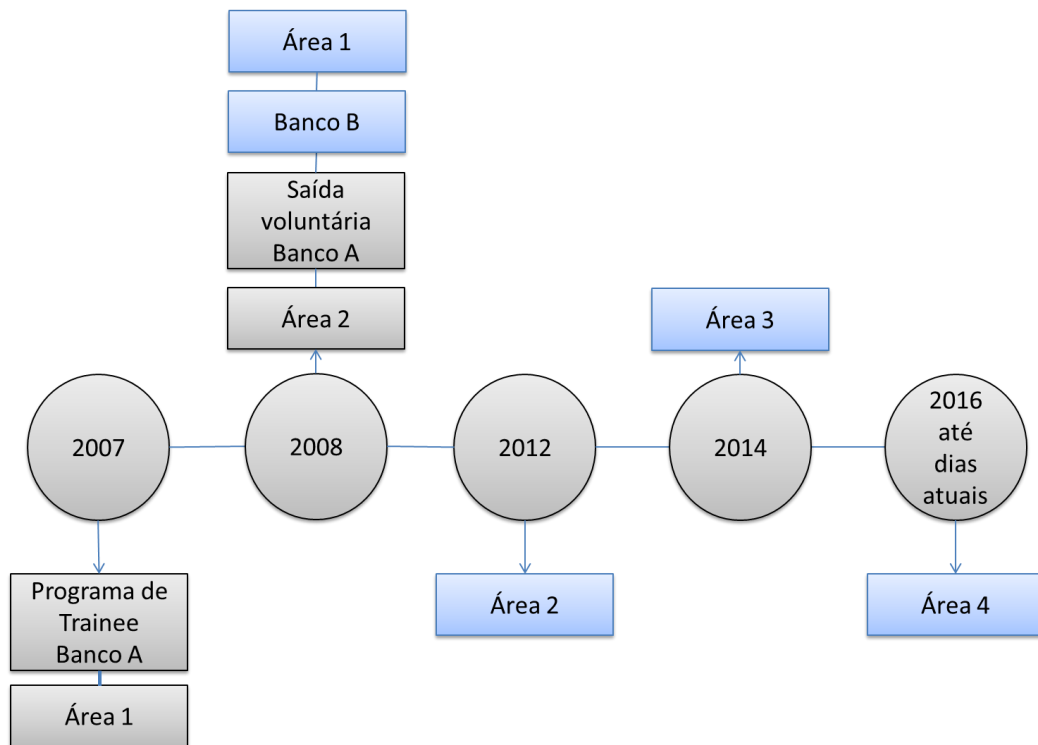 Área 1
Banco B
Saída
voluntária
Banco A
Área 2
Área 3
2007
2008
2012
2014
2016
até
dias
atuais
Programa de
Trainee
Banco A
Área 1
Área 2
Área 4